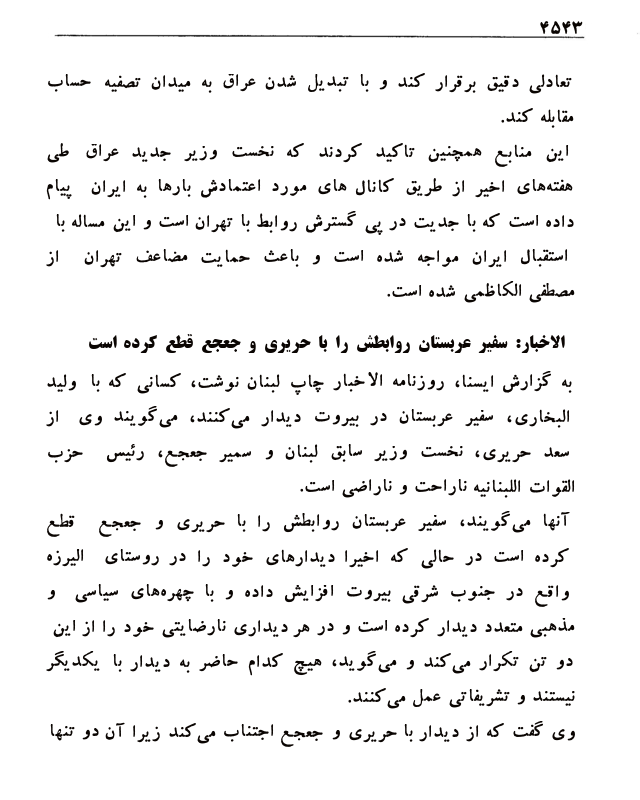 ۴۵۴۳
تعادلی دقیق برقرار کند و با تبدیل شدن عراق به میدان تصفیه حساب
مقابله کند.
این منابع همچنین تاکید کردند که نخست وزیر جدید عراق طی
هفته‌های اخیر از طریق کانال های مورد اعتمادش بارها به ایران پیام
داده است که با جدیت در پی گسترش روابط با تهران است و این مساله با
استقبال ایران مواجه شده است و باعث حمایت مضاعف تهران از
مصطفی الکاظمی شده است.
الاخبار: سفیر عربستان روابطش را با حریری و جعجع قطع کرده است
به گزارش ایسنا، روزنامه الاخبار چاپ لبنان نوشت، کسانی که با ولید
البخاری، سفیر عربستان در بیروت دیدار می‌کنند، می‌گویند وی از
سعد حریری، نخست وزیر سابق لبنان و سمیر جعجع، رئیس حزب
القوات اللبنانیه ناراحت و ناراضی است.
آنها می‌گویند، سفیر عربستان روابطش را با حریری و جعجع قطع
کرده است در حالی که اخیرا دیدارهای خود را در روستای الیرزه
واقع در جنوب شرقی بیروت افزایش داده و با چهره‌های سیاسی و
مذهبی متعدد دیدار کرده است و در هر دیداری نارضایتی خود را از این
دو تن تکرار می‌کند و می‌گوید، هیچ کدام حاضر به دیدار با یکدیگر
نیستند و تشریفاتی عمل می‌کنند.
وی گفت که از دیدار با حریری و جعجع اجتناب می‌کند زیرا آن دو تنها